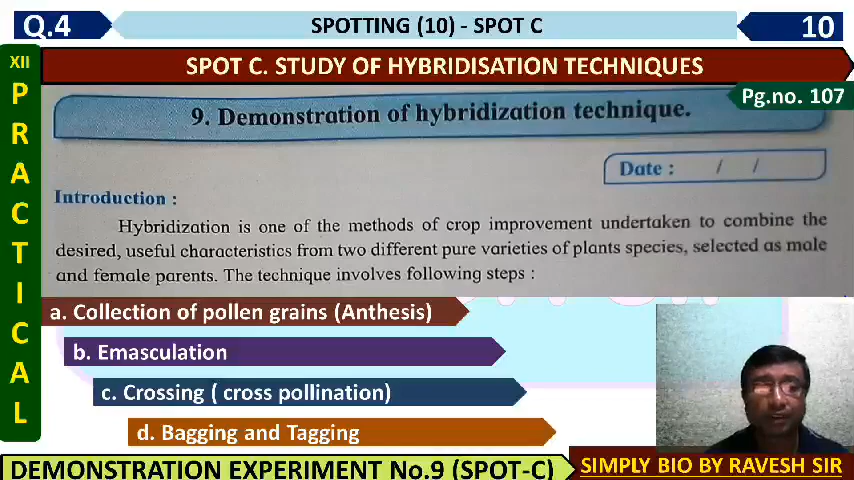 Q.4
SPOTTING (10) - SPOT C
10
XII
PRACTICAL
SPOT C. STUDY OF HYBRIDISATION TECHNIQUES
Pg.no. 107
9. Demonstration of hybridization technique.
Date : / /
Introduction :
Hybridization is one of the methods of crop improvement undertaken to combine the
desired, useful characteristics from two different pure varieties of plants species, selected as male
and female parents. The technique involves following steps :
a. Collection of pollen grains (Anthesis)
b. Emasculation
c. Crossing ( cross pollination)
d. Bagging and Tagging
DEMONSTRATION EXPERIMENT No.9 (SPOT-C)
SIMPLY BIO BY RAVESH SIR